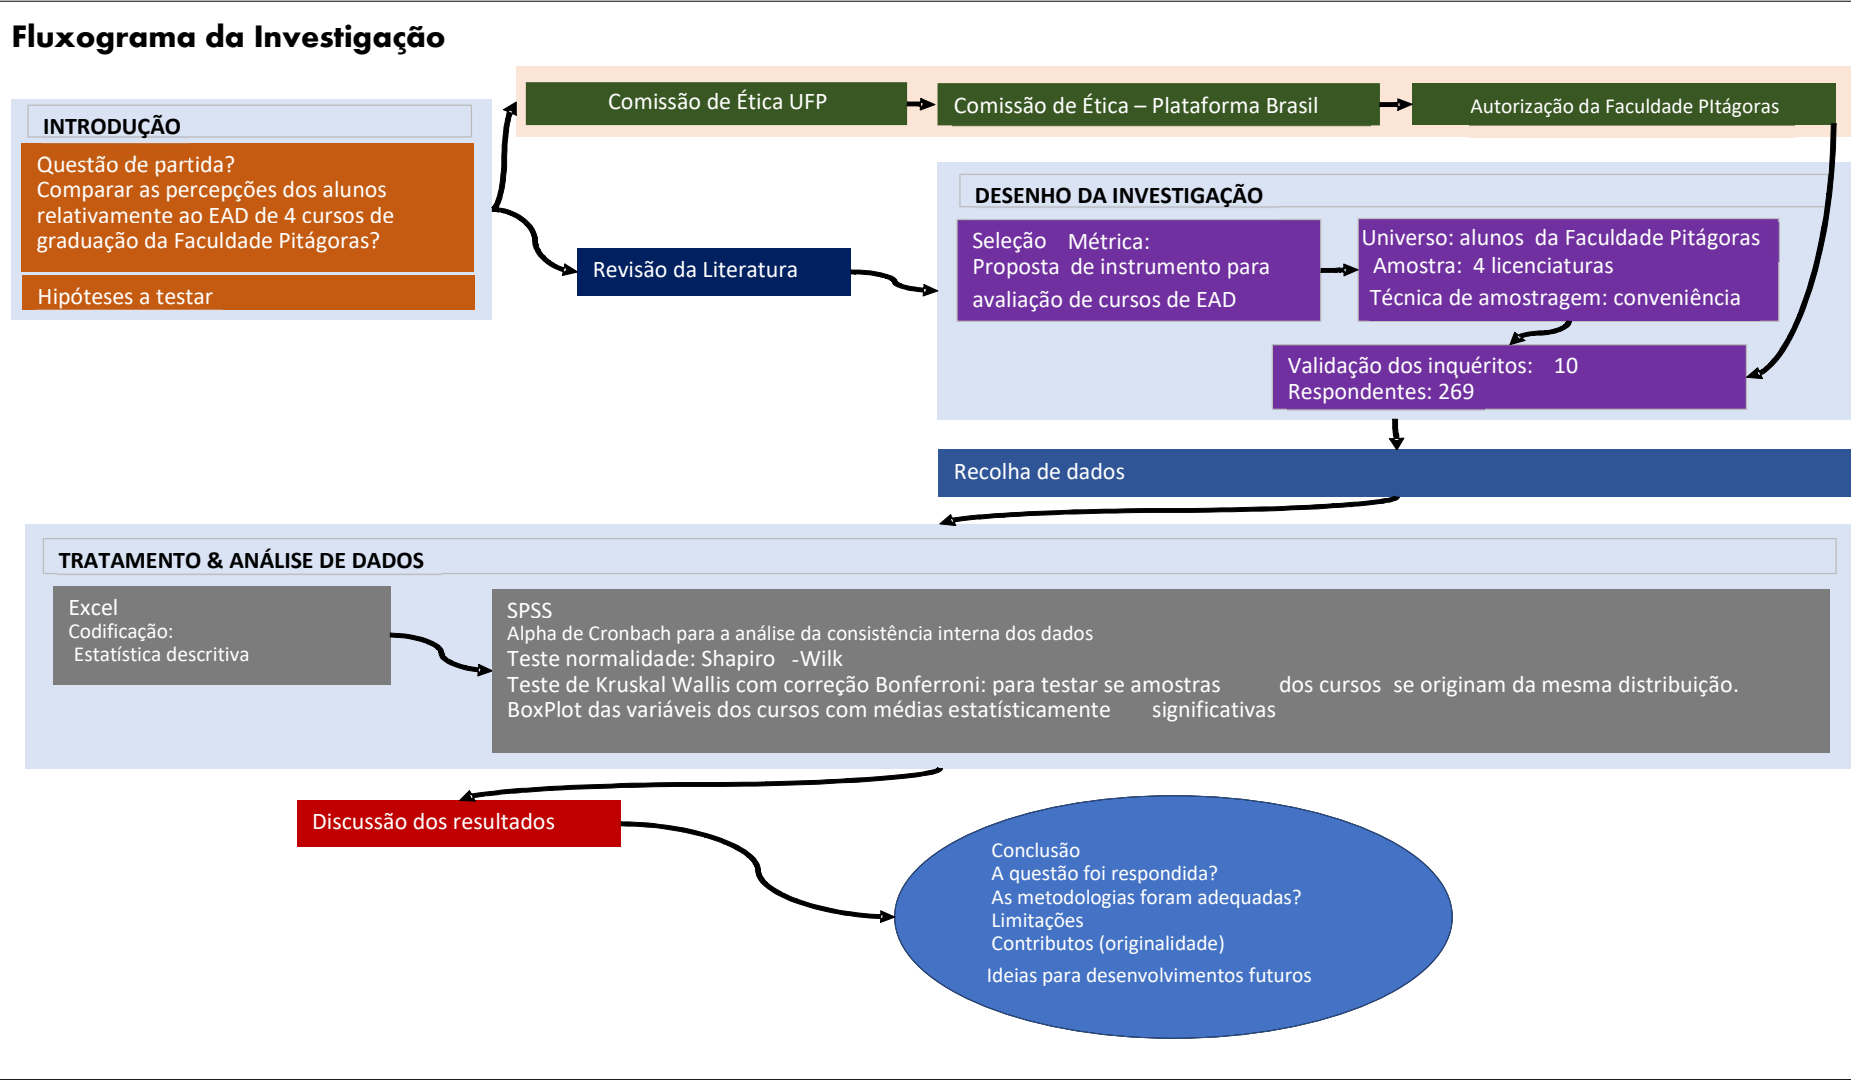 Fluxograma da Investigação
Comissão de Ética UFP
Comissão de Ética – Plataforma Brasil
Autorização da Faculdade PItágoras
INTRODUÇÃO
Questão de partida?
Comparar as percepções dos alunos
relativamente ao EAD de 4 cursos de
graduação da Faculdade Pitágoras?
Hipóteses a testar
Revisão da Literatura
DESENHO DA INVESTIGAÇÃO
Seleção Métrica:
Proposta de instrumento para
avaliação de cursos de EAD
Universo: alunos da Faculdade Pitágoras
Amostra: 4 licenciaturas
Técnica de amostragem: conveniência
Validação dos inquéritos: 10
Respondentes: 269
Recolha de dados
TRATAMENTO & ANÁLISE DE DADOS
Excel
Codificação:
Estatística descritiva
SPSS
Alpha de Cronbach para a análise da consistência interna dos dados
Teste normalidade: Shapiro -Wilk
Teste de Kruskal Wallis com correção Bonferroni: para testar se amostras dos cursos se originam da mesma distribuição.
BoxPlot das variáveis dos cursos com médias estatísticamente significativas
Discussão dos resultados
Conclusão
A questão foi respondida?
As metodologias foram adequadas?
Limitações
Contributos (originalidade)
Ideias para desenvolvimentos futuros